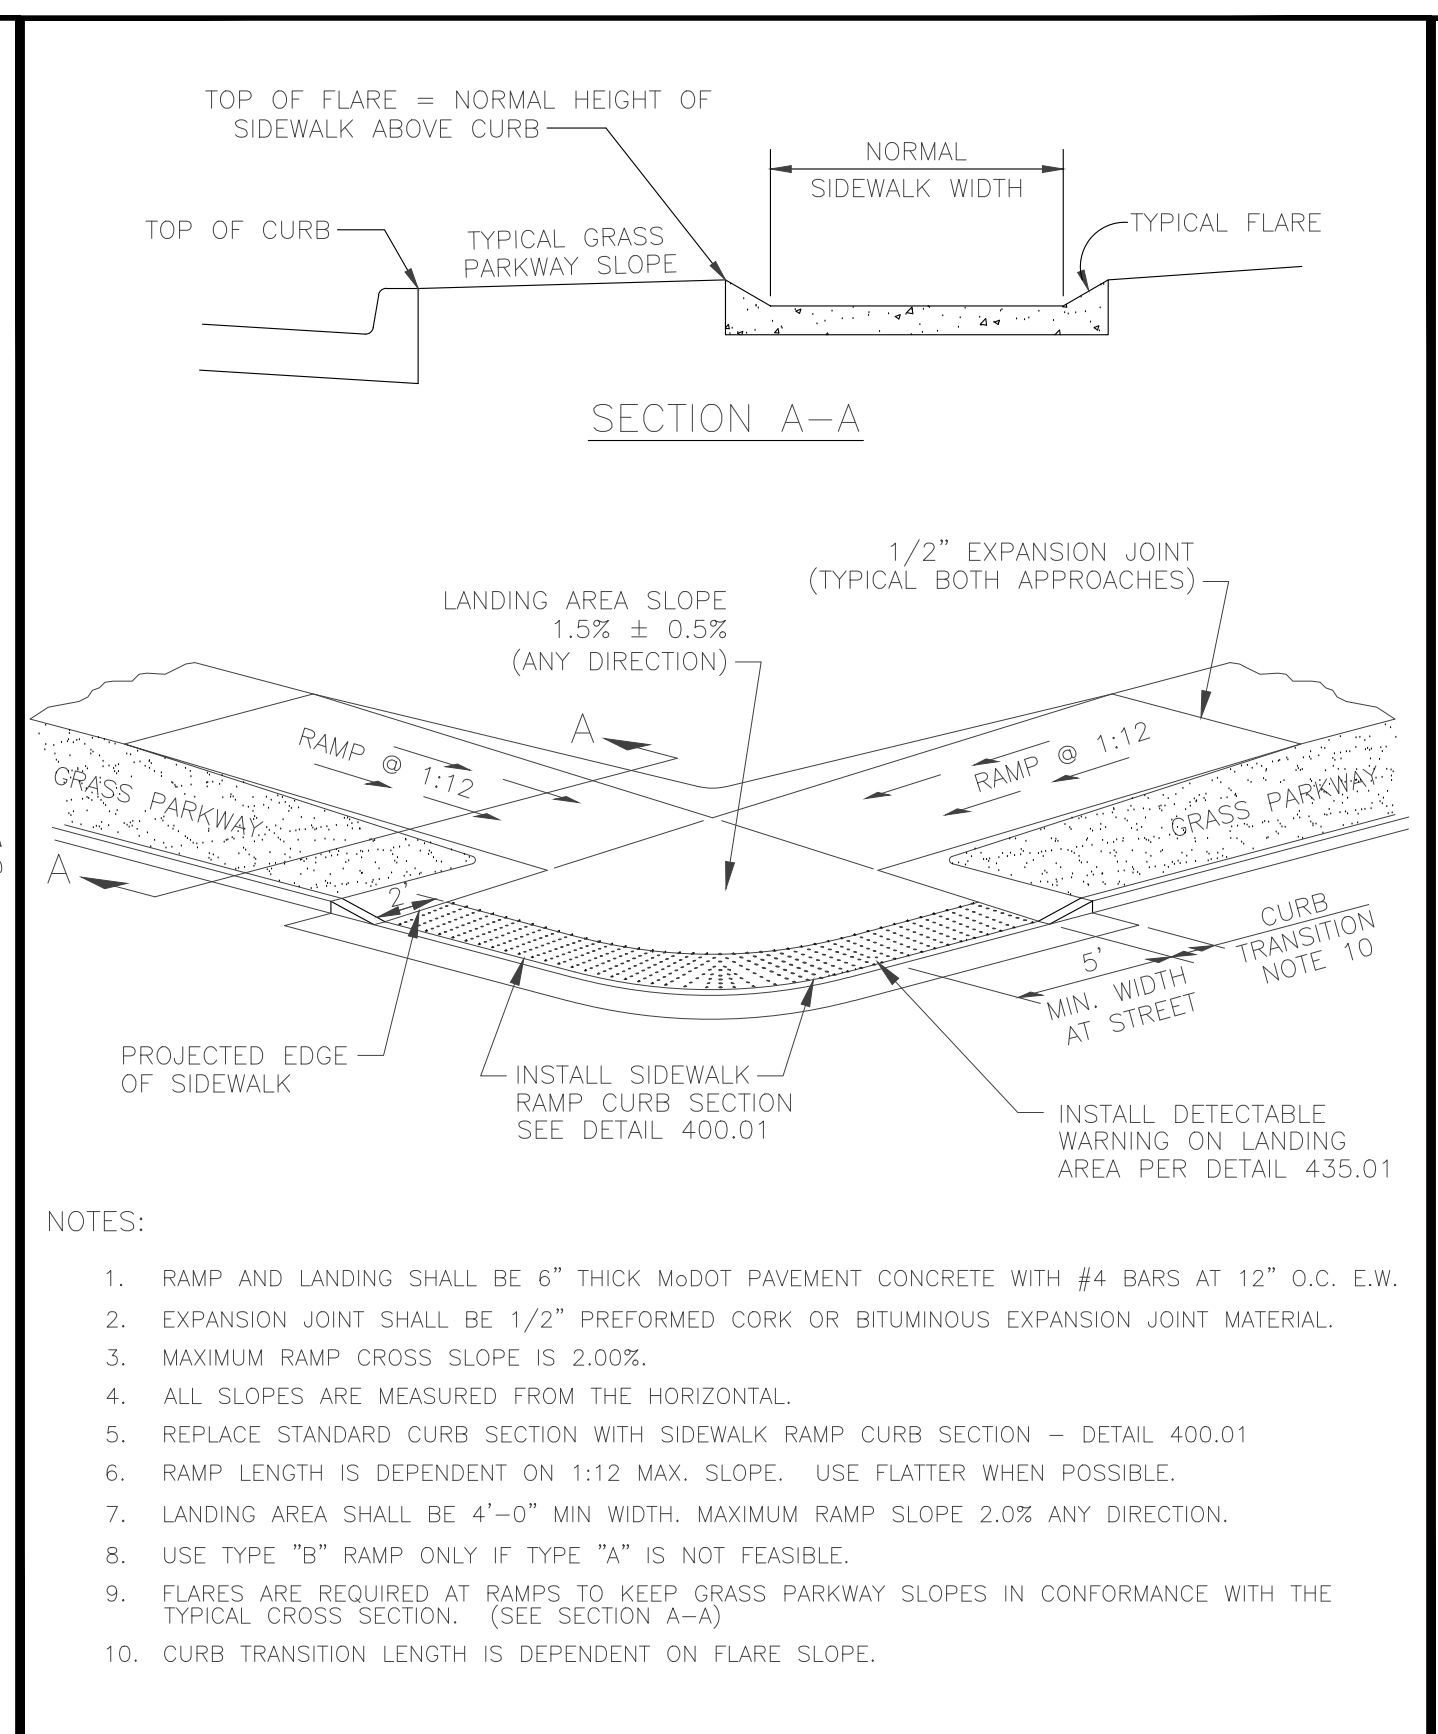 TOP OF FLARE = NORMAL HEIGHT OF
SIDEWALK ABOVE CURB
NORMAL
SIDEWALK WIDTH
TOP OF CURB
TYPICAL GRASS
PARKWAY SLOPE
TYPICAL FLARE
SECTION A-A
1/2" EXPANSION JOINT
(TYPICAL BOTH APPROACHES)
LANDING AREA SLOPE
1.5% ± 0.5%
(ANY DIRECTION)
A
RAMP @ 1:12
RAMP @ 1:12
GRASS PARKWAY
GRASS PARKWAY
A
2'
CURB
TRANSITION
NOTE 10
5'
MIN. WIDTH
AT STREET
PROJECTED EDGE
OF SIDEWALK
INSTALL SIDEWALK
RAMP CURB SECTION
SEE DETAIL 400.01
INSTALL DETECTABLE
WARNING ON LANDING
AREA PER DETAIL 435.01
NOTES:
1. RAMP AND LANDING SHALL BE 6" THICK MoDOT PAVEMENT CONCRETE WITH #4 BARS AT 12" O.C. E.W.
2. EXPANSION JOINT SHALL BE 1/2" PREFORMED CORK OR BITUMINOUS EXPANSION JOINT MATERIAL.
3. MAXIMUM RAMP CROSS SLOPE IS 2.00%.
4. ALL SLOPES ARE MEASURED FROM THE HORIZONTAL.
5. REPLACE STANDARD CURB SECTION WITH SIDEWALK RAMP CURB SECTION – DETAIL 400.01
6. RAMP LENGTH IS DEPENDENT ON 1:12 MAX. SLOPE. USE FLATTER WHEN POSSIBLE.
7. LANDING AREA SHALL BE 4'-0" MIN WIDTH. MAXIMUM RAMP SLOPE 2.0% ANY DIRECTION.
8. USE TYPE "B" RAMP ONLY IF TYPE "A" IS NOT FEASIBLE.
9. FLARES ARE REQUIRED AT RAMPS TO KEEP GRASS PARKWAY SLOPES IN CONFORMANCE WITH THE
TYPICAL CROSS SECTION. (SEE SECTION A-A)
10. CURB TRANSITION LENGTH IS DEPENDENT ON FLARE SLOPE.